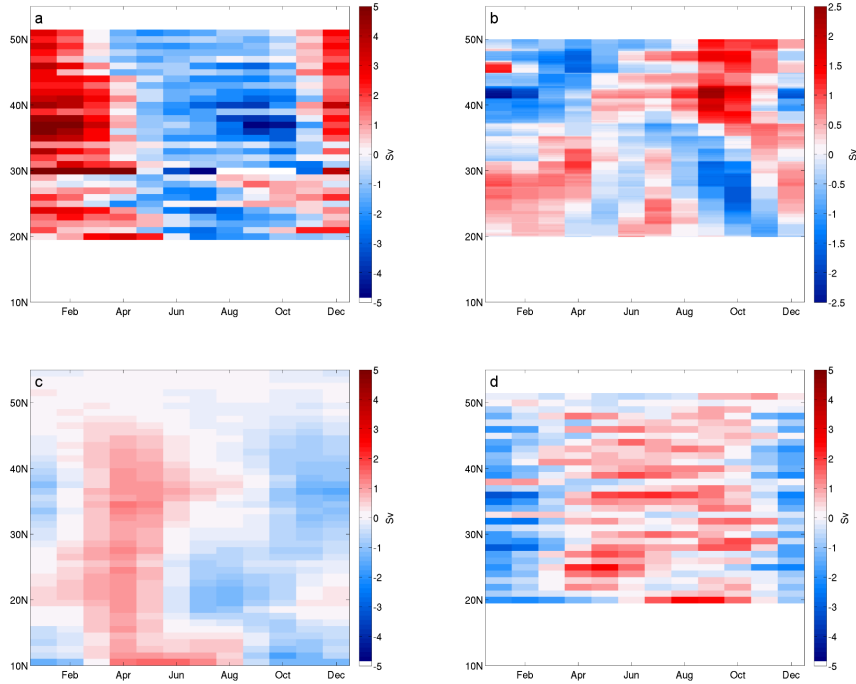 a
50N
40N
30N
20N
10N
Feb
Apr
Jun
Aug
Oct
Dec
5
4
3
2
1
0
-1
-2
-3
-4
-5
Sv
b
50N
40N
30N
20N
10N
Feb
Apr
Jun
Aug
Oct
Dec
2.5
2
1.5
1
0.5
0
-0.5
-1
-1.5
-2
-2.5
Sv
c
50N
40N
30N
20N
10N
Feb
Apr
Jun
Aug
Oct
Dec
5
4
3
2
1
0
-1
-2
-3
-4
-5
Sv
d
50N
40N
30N
20N
10N
Feb
Apr
Jun
Aug
Oct
Dec
5
4
3
2
1
0
-1
-2
-3
-4
-5
Sv